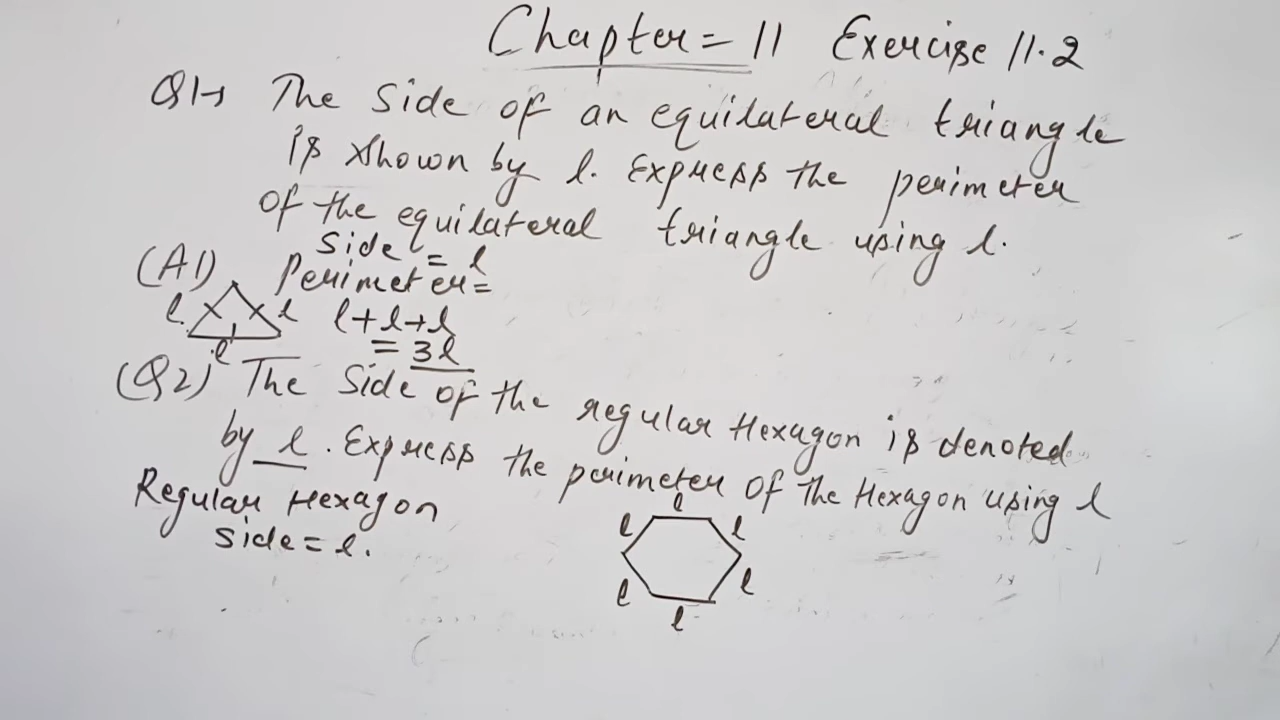 Chapter = 11 Exercise 11.2
Q1→ The side of an equilateral triangle
is shown by l. Express the perimeter
of the equilateral triangle using l.
Side = l
(A1) Perimeter =
l l l+l+l
l = 3l
(Q2) The side of the regular Hexagon is denoted
by l. Express the perimeter of the Hexagon using l
Regular Hexagon
Side = l.
l l l
l l
l